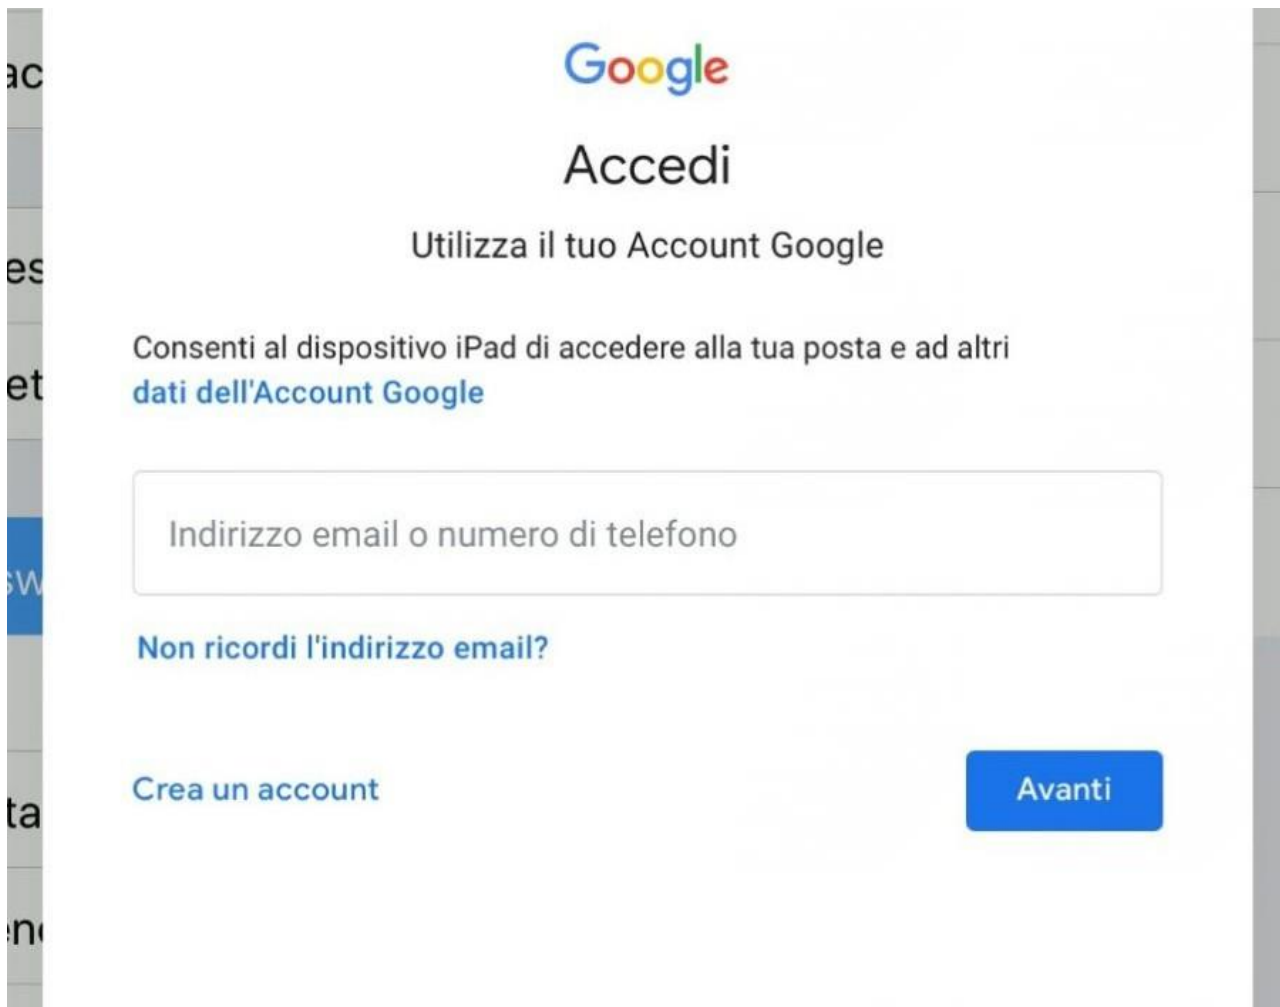 Google
Accedi
Utilizza il tuo Account Google
Consenti al dispositivo iPad di accedere alla tua posta e ad altri
dati dell'Account Google
Indirizzo email o numero di telefono
Non ricordi l'indirizzo email?
Crea un account
Avanti